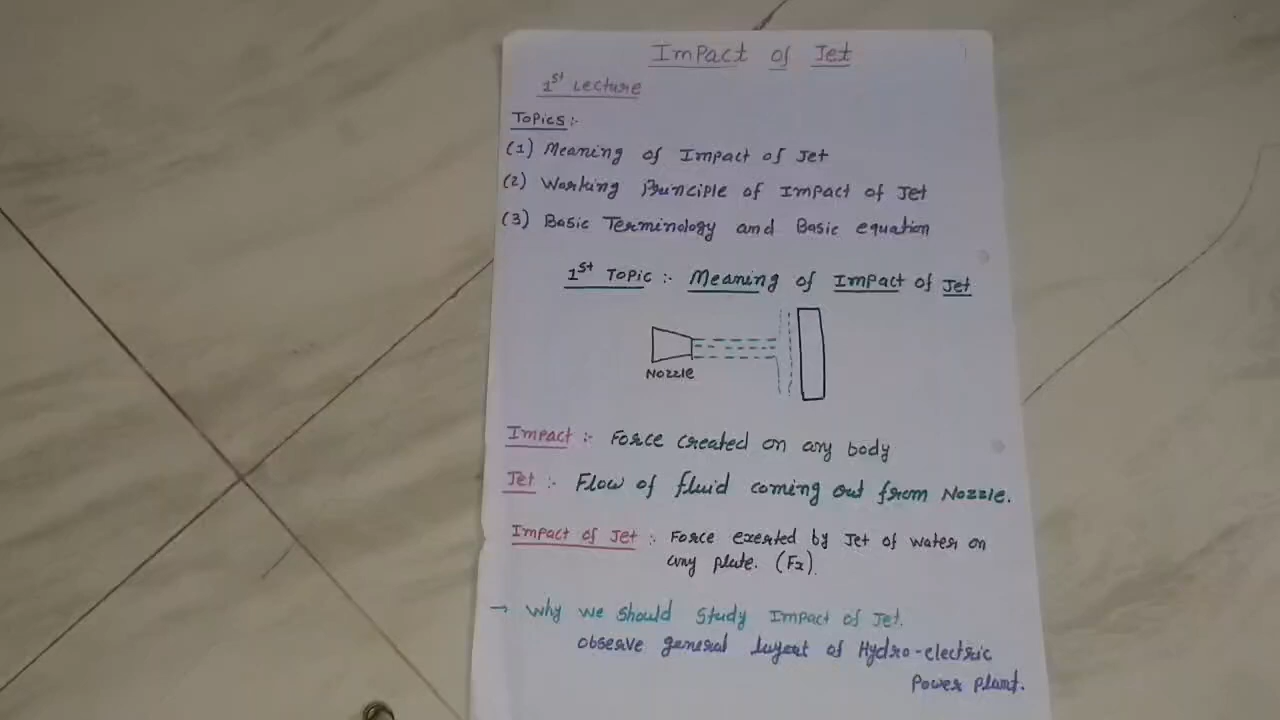 Impact of Jet
1st Lecture
Topics :-
(1) Meaning of Impact of Jet
(2) Working Principle of Impact of Jet
(3) Basic Terminology and Basic equation
1st Topic :- Meaning of Impact of Jet
Nozzle
Impact :- Force created on any body
Jet :- Flow of fluid coming out from Nozzle.
Impact of Jet :- Force exerted by Jet of water on
any plate. (Fx).
→ Why we should study Impact of Jet.
observe general layout of Hydro-electric
Power plant.